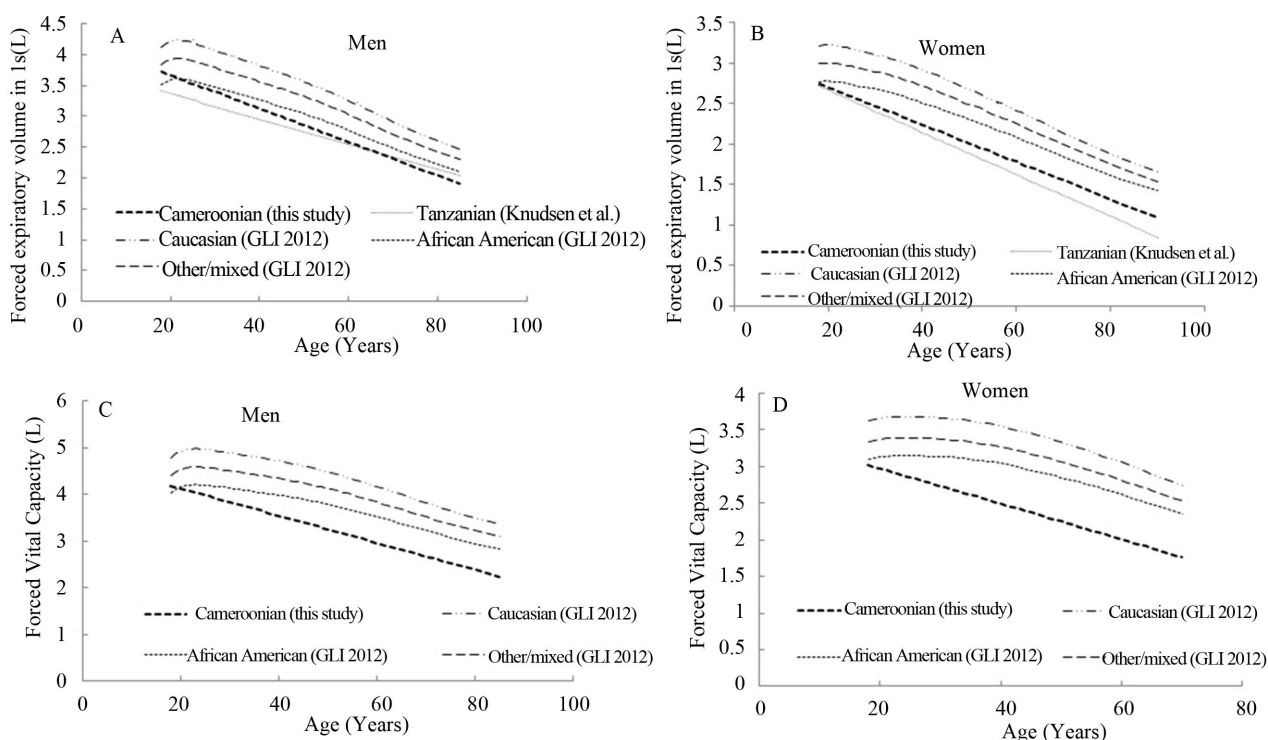 A
Men
Forced expiratory volume in 1s(L)
4.5
4
3.5
3
2.5
2
1.5
1
0.5
0
Cameroonian (this study)
Tanzanian (Knudsen et al.)
Caucasian (GLI 2012)
African American (GLI 2012)
Other/mixed (GLI 2012)
0 20 40 60 80 100
Age (Years)
B
Women
Forced expiratory volume in 1s(L)
3.5
3
2.5
2
1.5
1
0.5
0
Cameroonian (this study)
Tanzanian (Knudsen et al.)
Caucasian (GLI 2012)
African American (GLI 2012)
Other/mixed (GLI 2012)
0 20 40 60 80 100
Age (Years)
C
Men
Forced Vital Capacity (L)
6
5
4
3
2
1
0
Cameroonian (this study)
Caucasian (GLI 2012)
African American (GLI 2012)
Other/mixed (GLI 2012)
0 20 40 60 80 100
Age (Years)
D
Women
Forced Vital Capacity (L)
4
3.5
3
2.5
2
1.5
1
0.5
0
Cameroonian (this study)
Caucasian (GLI 2012)
African American (GLI 2012)
Other/mixed (GLI 2012)
0 20 40 60 80
Age (Years)